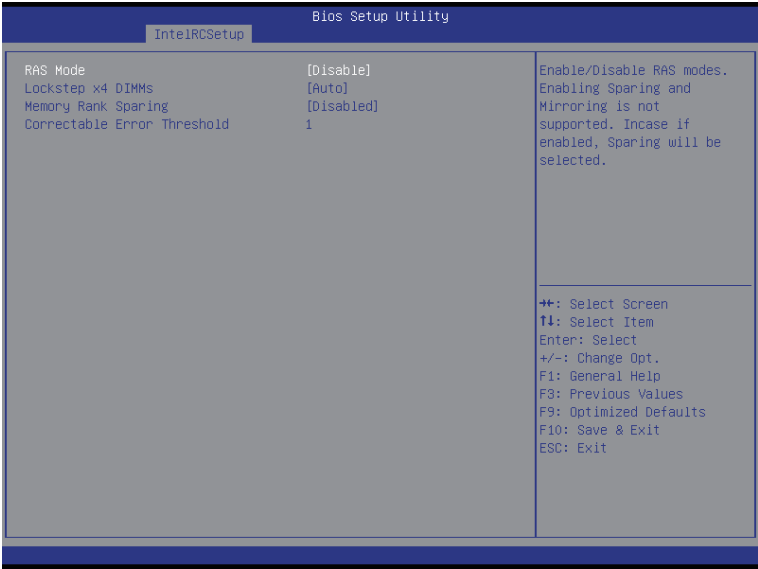 Bios Setup Utility
IntelRCSetup
RAS Mode [Disable]
Lockstep x4 DIMMs [Auto]
Memory Rank Sparing [Disabled]
Correctable Error Threshold 1
Enable/Disable RAS modes.
Enabling Sparing and
Mirroring is not
supported. Incase if
enabled, Sparing will be
selected.
→←: Select Screen
↑↓: Select Item
Enter: Select
+/-: Change Opt.
F1: General Help
F3: Previous Values
F9: Optimized Defaults
F10: Save & Exit
ESC: Exit